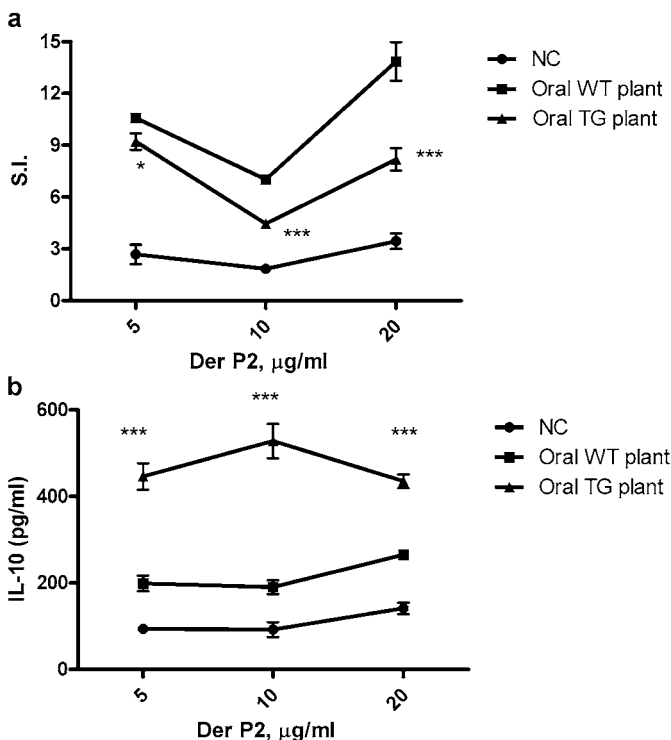 a
15
12
9
6
3
0
S.I.
*
***
***
5
10
20
Der P2, µg/ml
NC
Oral WT plant
Oral TG plant
b
600
400
200
0
IL-10 (pg/ml)
***
***
***
5
10
20
Der P2, µg/ml
NC
Oral WT plant
Oral TG plant